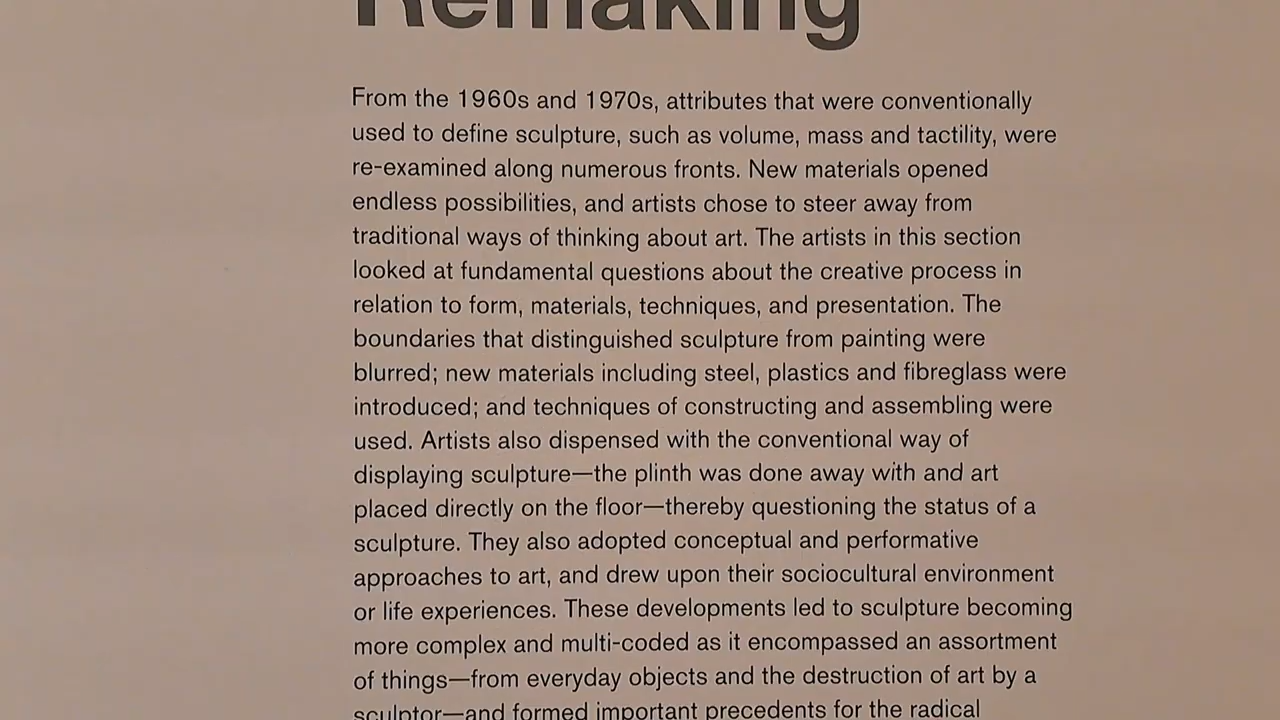 Remaking
From the 1960s and 1970s, attributes that were conventionally
used to define sculpture, such as volume, mass and tactility, were
re-examined along numerous fronts. New materials opened
endless possibilities, and artists chose to steer away from
traditional ways of thinking about art. The artists in this section
looked at fundamental questions about the creative process in
relation to form, materials, techniques, and presentation. The
boundaries that distinguished sculpture from painting were
blurred; new materials including steel, plastics and fibreglass were
introduced; and techniques of constructing and assembling were
used. Artists also dispensed with the conventional way of
displaying sculpture—the plinth was done away with and art
placed directly on the floor—thereby questioning the status of a
sculpture. They also adopted conceptual and performative
approaches to art, and drew upon their sociocultural environment
or life experiences. These developments led to sculpture becoming
more complex and multi-coded as it encompassed an assortment
of things—from everyday objects and the destruction of art by a
sculptor—and formed important precedents for the radical